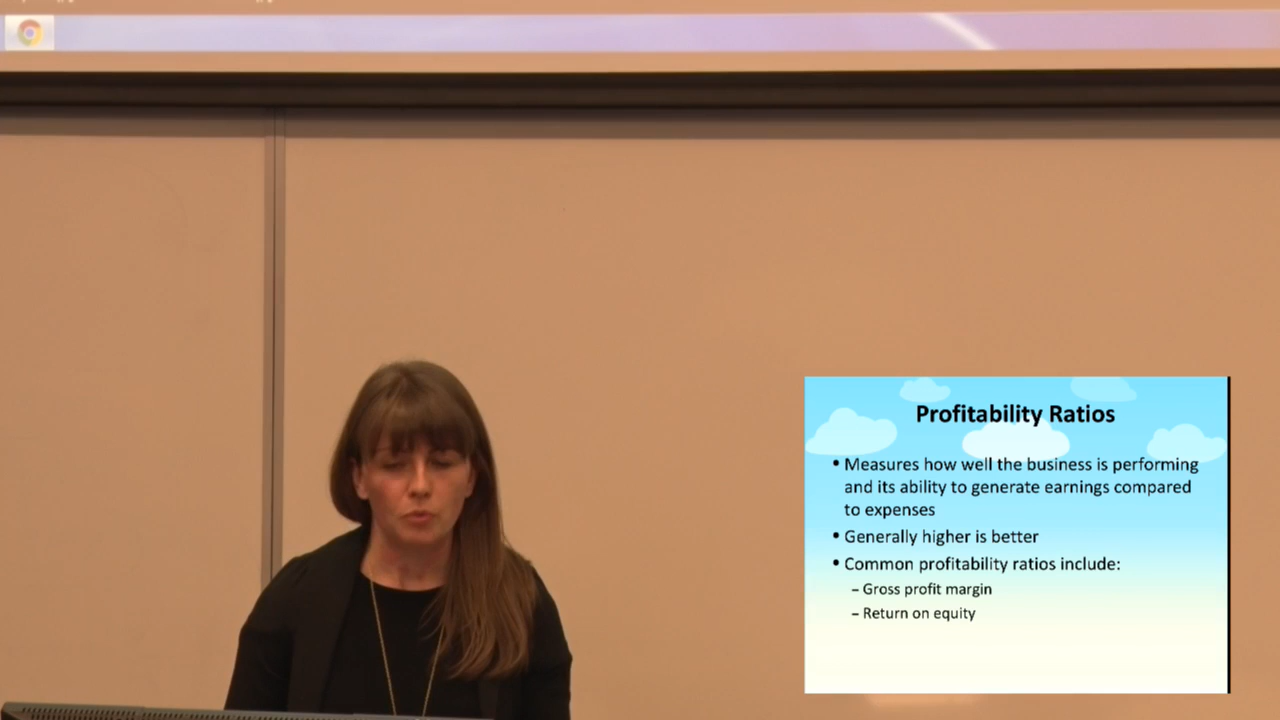 Profitability Ratios
• Measures how well the business is performing
and its ability to generate earnings compared
to expenses
• Generally higher is better
• Common profitability ratios include:
– Gross profit margin
– Return on equity